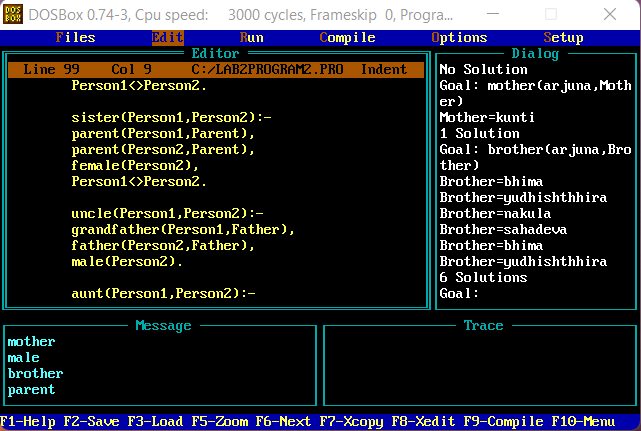 DOSBox 0.74-3, Cpu speed:    3000 cycles, Frameskip  0, Progra...
Files Edit Run Compile Options Setup
Editor
Line 99    Col 9    C:/LAB2PROGRAM2.PRO  Indent
Person1<>Person2.
sister(Person1,Person2):-
parent(Person1,Parent),
parent(Person2,Parent),
female(Person2),
Person1<>Person2.
uncle(Person1,Person2):-
grandfather(Person1,Father),
father(Person2,Father),
male(Person2).
aunt(Person1,Person2):-
Dialog
No Solution
Goal: mother(arjuna,Moth
er)
Mother=kunti
1 Solution
Goal: brother(arjuna,Bro
ther)
Brother=bhima
Brother=yudhishthhira
Brother=nakula
Brother=sahadeva
Brother=bhima
Brother=yudhishthhira
6 Solutions
Goal:
Message
mother
male
brother
parent
Trace
F1-Help F2-Save F3-Load F5-Zoom F6-Next F7-Xcopy F8-Xedit F9-Compile F10-Menu